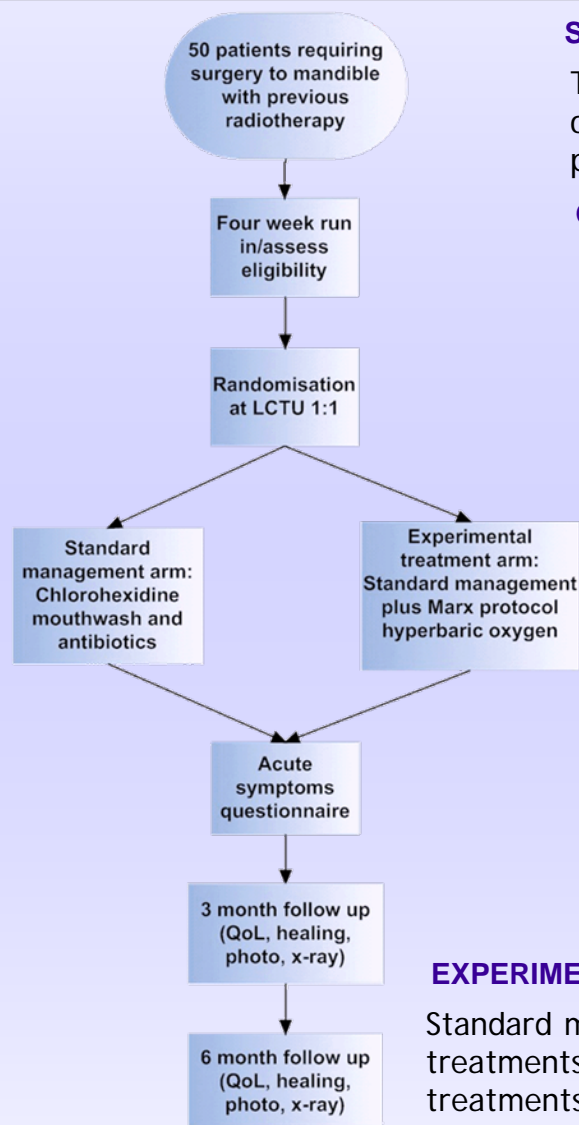 50 patients requiring
surgery to mandible
with previous
radiotherapy
Four week run
in/assess
eligibility
Randomisation
at LCTU 1:1
Standard
management arm:
Chlorohexidine
mouthwash and
antibiotics
Experimental
treatment arm:
Standard management
plus Marx protocol
hyperbaric oxygen
Acute
symptoms
questionnaire
3 month follow up
(QoL, healing,
photo, x-ray)
6 month follow up
(QoL, healing,
photo, x-ray)
EXPERIME
Standard m
treatments
treatments